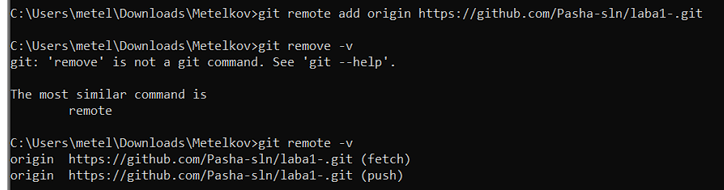 C:\Users\metel\Downloads\Metelkov>git remote add origin https://github.com/Pasha-sln/laba1-.git
C:\Users\metel\Downloads\Metelkov>git remove -v
git: 'remove' is not a git command. See 'git --help'.
The most similar command is
remote
C:\Users\metel\Downloads\Metelkov>git remote -v
origin  https://github.com/Pasha-sln/laba1-.git (fetch)
origin  https://github.com/Pasha-sln/laba1-.git (push)